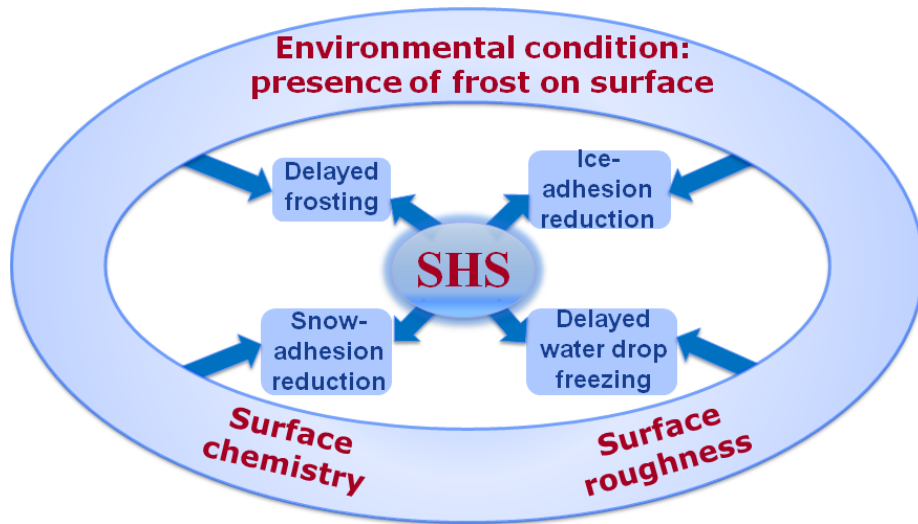 Environmental condition:
presence of frost on surface
Delayed
frosting
Ice-
adhesion
reduction
SHS
Snow-
adhesion
reduction
Delayed
water drop
freezing
Surface
chemistry
Surface
roughness